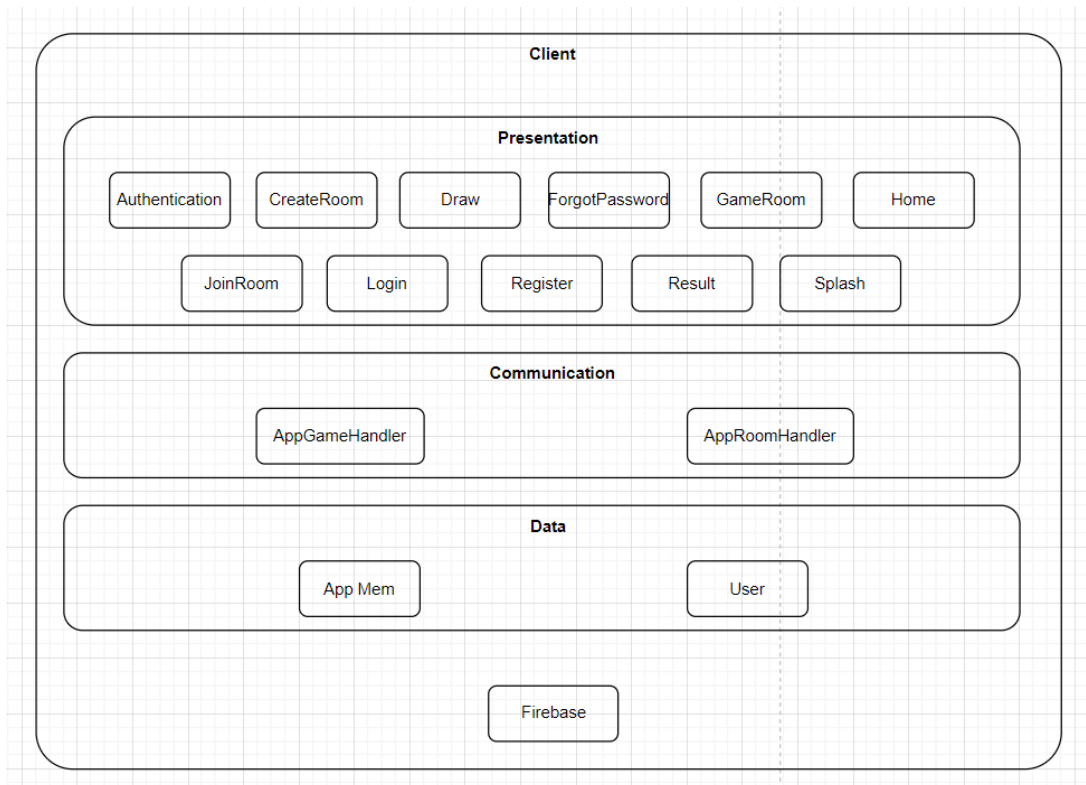 Client
Presentation
Authentication
CreateRoom
Draw
ForgotPassword
GameRoom
Home
JoinRoom
Login
Register
Result
Splash
Communication
AppGameHandler
AppRoomHandler
Data
App Mem
User
Firebase